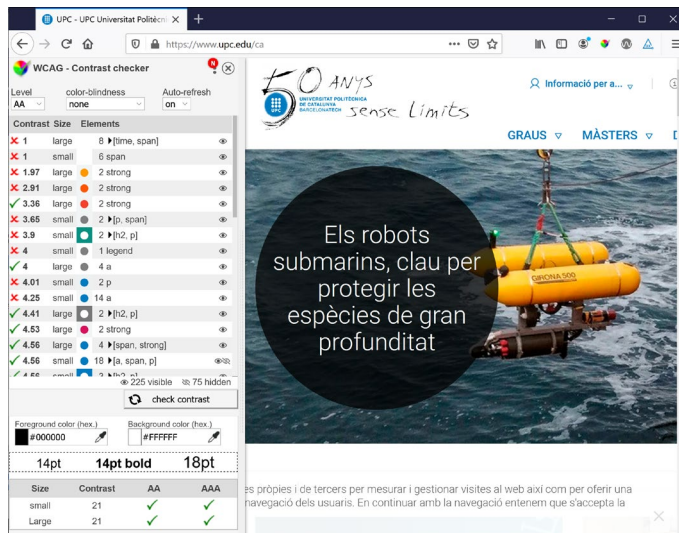 UPC - UPC Universitat Politècni
https://www.upc.edu/ca
WCAG - Contrast checker
N
Level
color-blindness
Auto-refresh
AA
none
on
Contrast Size Elements
1 large 8 [time, span]
1 small 6 span
1.97 large 2 strong
2.91 large 2 strong
3.36 large 2 strong
3.65 small 2 [p, span]
3.9 small 2 [h2, p]
4 small 1 legend
4 large 4 a
4.01 small 2 p
4.25 small 14 a
4.41 large 2 [h2, p]
4.53 large 2 strong
4.56 large 4 [span, strong]
4.56 small 18 [a, span, p]
4.56 small 2 [h2, p]
225 visible 75 hidden
check contrast
Foreground color (hex.)
Background color (hex.)
#000000
#FFFFFF
14pt 14pt bold 18pt
Size Contrast AA AAA
small 21
Large 21
50 ANYS
UPC
UNIVERSITAT POLITÈCNICA
DE CATALUNYA
BARCELONATECH
sense límits
Informació per a...
GRAUS MÀSTERS
Els robots
submarins, clau per
protegir les
espècies de gran
profunditat
GIRONA 500
es pròpies i de tercers per mesurar i gestionar visites al web així com per oferir una
navegació dels usuaris. En continuar amb la navegació entenem que s'accepta la